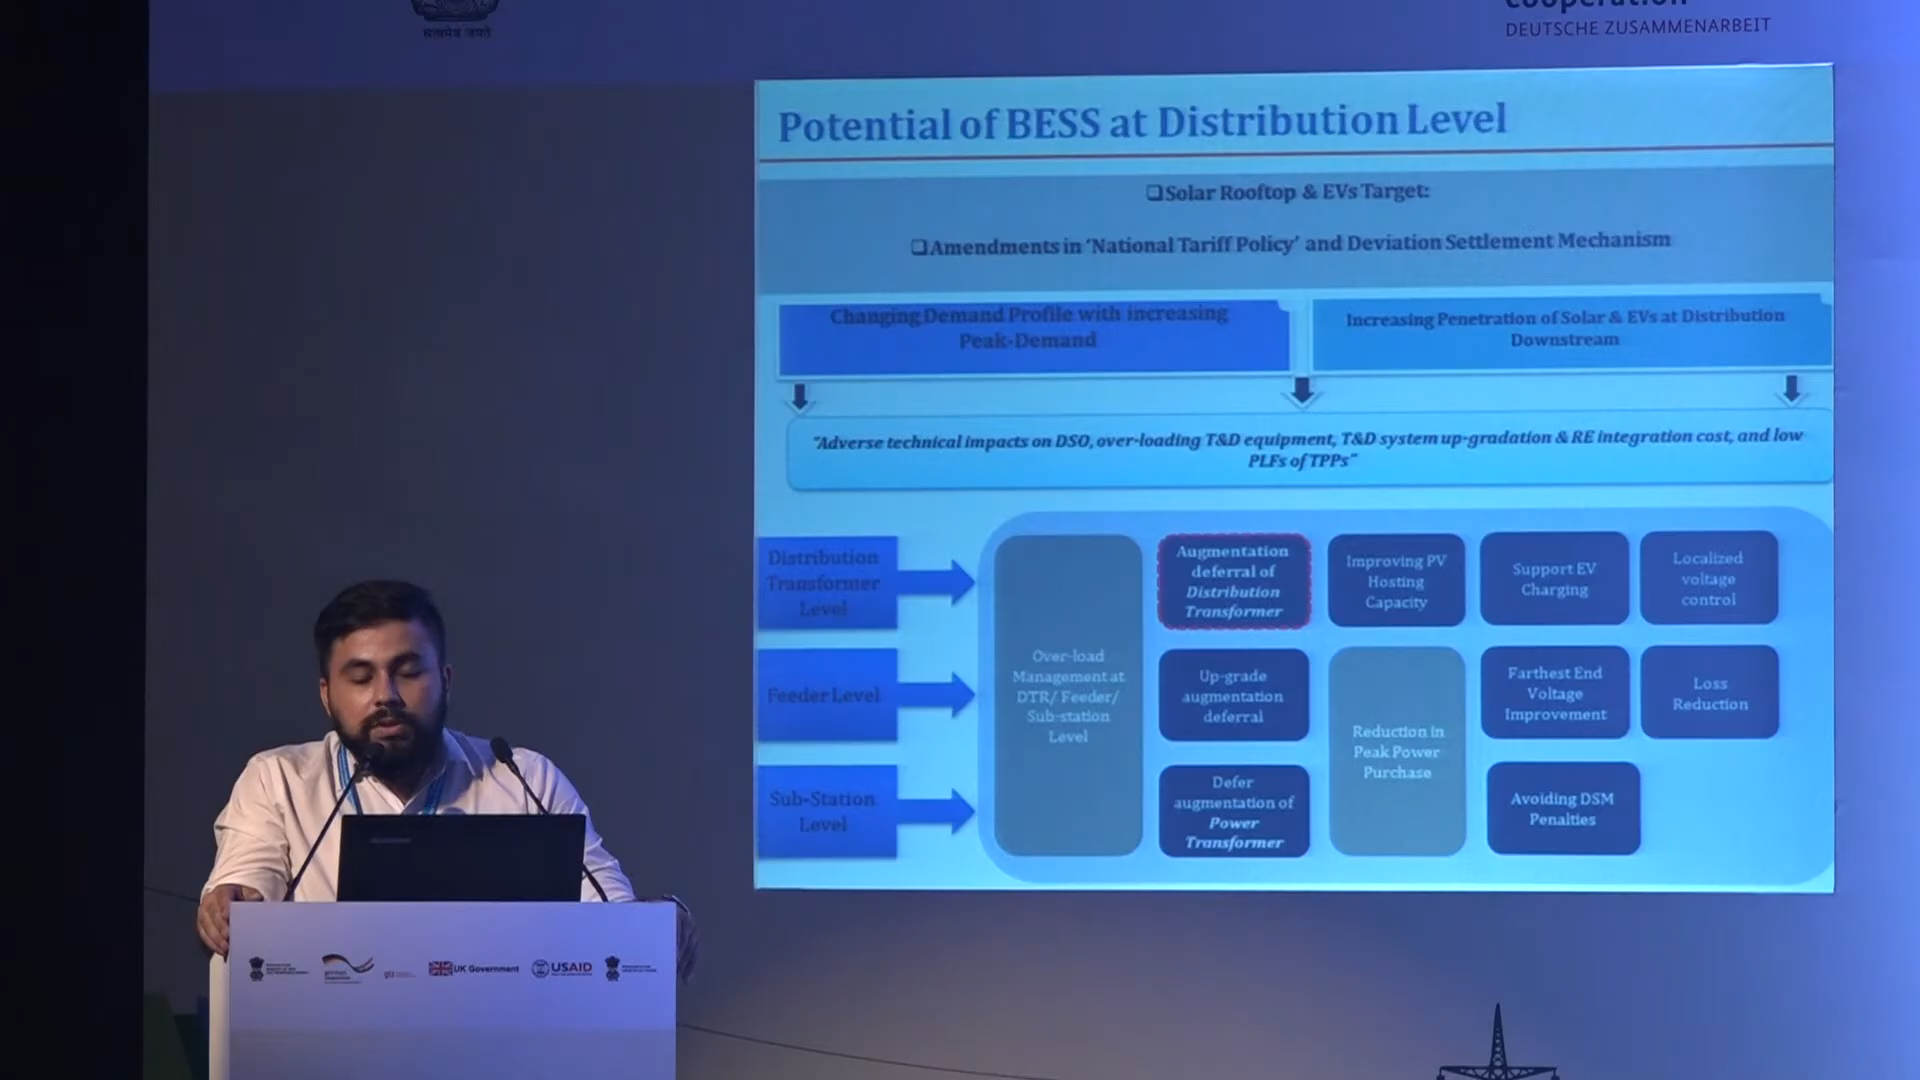 सत्यमेव जयते
cooperation
DEUTSCHE ZUSAMMENARBEIT
Potential of BESS at Distribution Level
❑Solar Rooftop & EVs Target:
❑Amendments in ‘National Tariff Policy’ and Deviation Settlement Mechanism
Changing Demand Profile with increasing
Peak-Demand
Increasing Penetration of Solar & EVs at Distribution
Downstream
“Adverse technical impacts on DSO, over-loading T&D equipment, T&D system up-gradation & RE integration cost, and low
PLFs of TPPs”
Distribution
Transformer
Level
Feeder Level
Sub-Station
Level
Over-load
Management at
DTR/ Feeder/
Sub-station
Level
Augmentation
deferral of
Distribution
Transformer
Improving PV
Hosting
Capacity
Support EV
Charging
Localized
voltage
control
Up-grade
augmentation
deferral
Reduction in
Peak Power
Purchase
Farthest End
Voltage
Improvement
Loss
Reduction
Defer
augmentation of
Power
Transformer
Avoiding DSM
Penalties
giz
UK Government
USAID